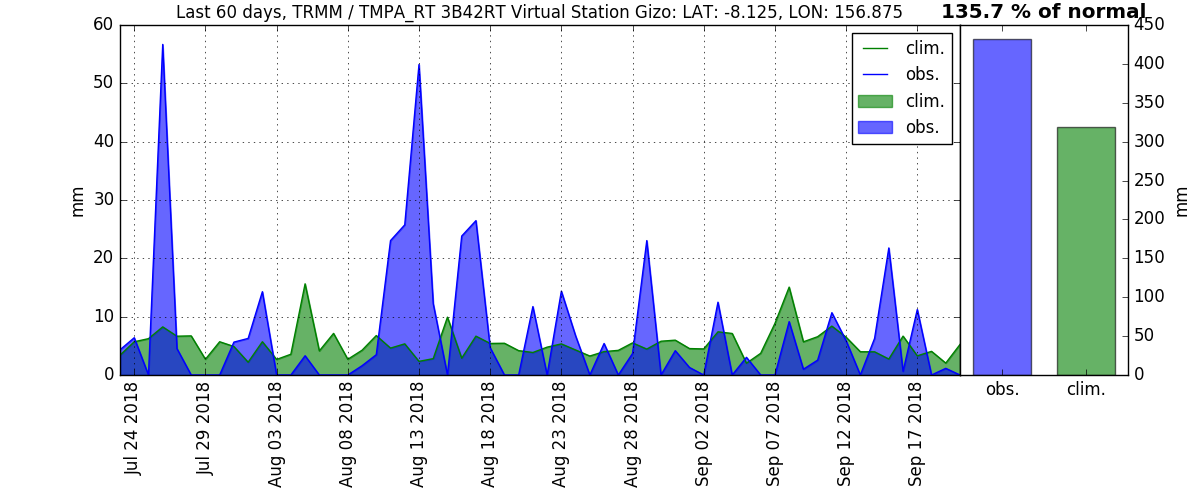 Last 60 days, TRMM / TMPA_RT 3B42RT Virtual Station Gizo: LAT: -8.125, LON: 156.875
135.7 % of normal
60
50
40
30
20
10
0
mm
clim.
obs.
clim.
obs.
Jul 24 2018
Jul 29 2018
Aug 03 2018
Aug 08 2018
Aug 13 2018
Aug 18 2018
Aug 23 2018
Aug 28 2018
Sep 02 2018
Sep 07 2018
Sep 12 2018
Sep 17 2018
450
400
350
300
250
200
150
100
50
0
mm
obs.
clim.